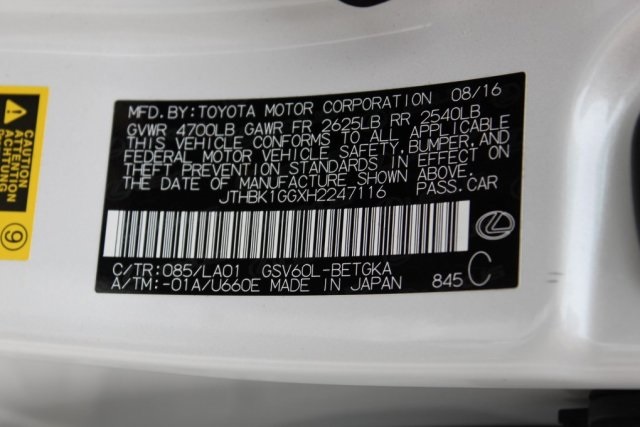 MFD.BY:TOYOTA MOTOR CORPORATION 08/16
GVWR 4700LB GAWR FR 2625LB RR 2540LB
THIS VEHICLE CONFORMS TO ALL APPLICABLE
FEDERAL MOTOR VEHICLE SAFETY,BUMPER,AND
THEFT PREVENTION STANDARDS IN EFFECT ON
THE DATE OF MANUFACTURE SHOWN ABOVE.
JTHBK1GGXH2247116 PASS.CAR
C/TR:085/LA01 GSV60L-BETGKA
A/TM:-01A/U660E MADE IN JAPAN 845 C
CAUTION
ATTENTION
ACHTUNG
9